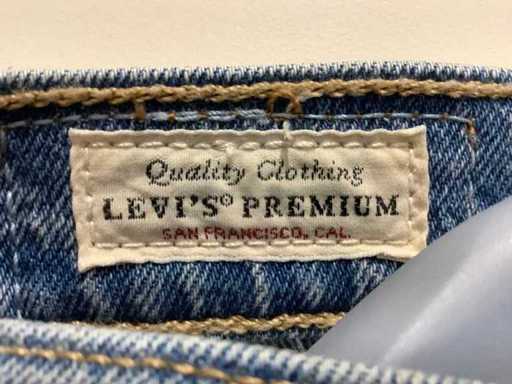 Quality Clothing
LEVI'S® PREMIUM
SAN FRANCISCO, CAL.